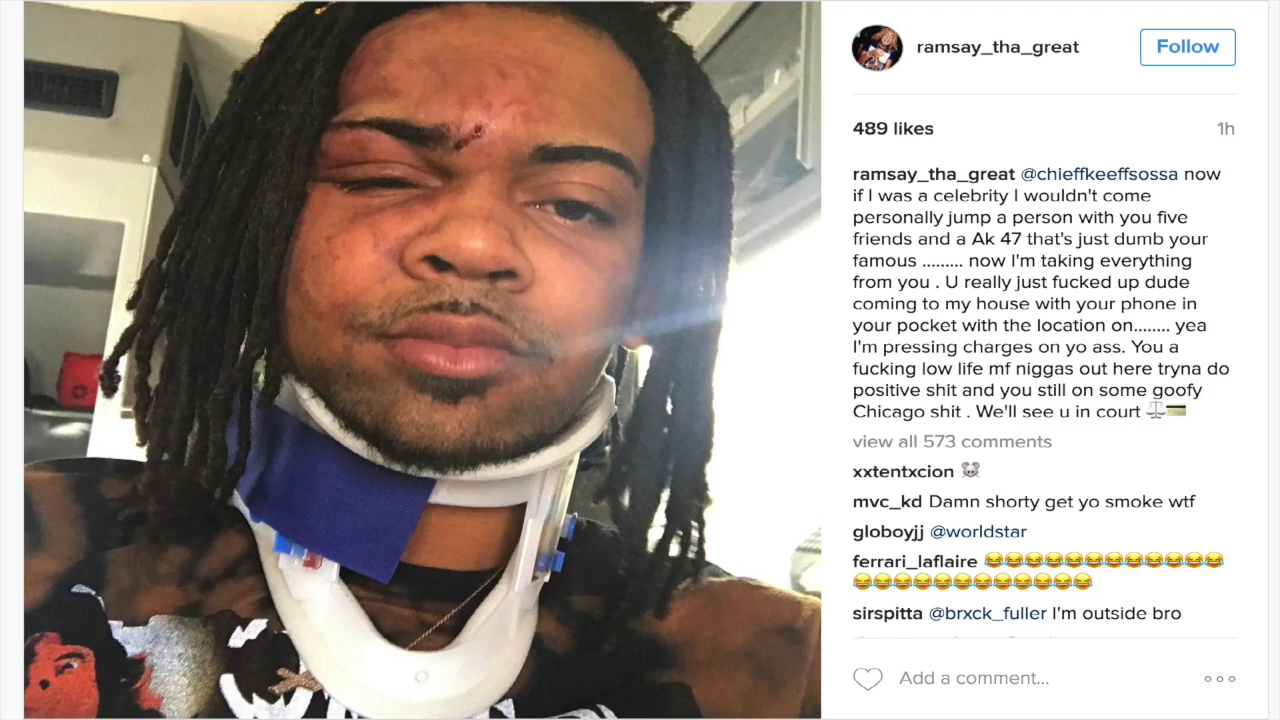 ramsay_tha_great
Follow
489 likes
1h
ramsay_tha_great @chieffkeeffsossa now
if I was a celebrity I wouldn't come
personally jump a person with you five
friends and a Ak 47 that's just dumb your
famous ......... now I'm taking everything
from you . U really just fucked up dude
coming to my house with your phone in
your pocket with the location on........ yea
I'm pressing charges on yo ass. You a
fucking low life mf niggas out here tryna do
positive shit and you still on some goofy
Chicago shit . We'll see u in court ⚖️💳
view all 573 comments
xxtentxcion 🐭
mvc_kd Damn shorty get yo smoke wtf
globoyjj @worldstar
ferrari_laflaire 😂😂😂😂😂😂😂😂😂😂😂😂
😂😂😂😂😂😂😂😂😂😂😂😂
sirspitta @brxck_fuller I'm outside bro
Add a comment...